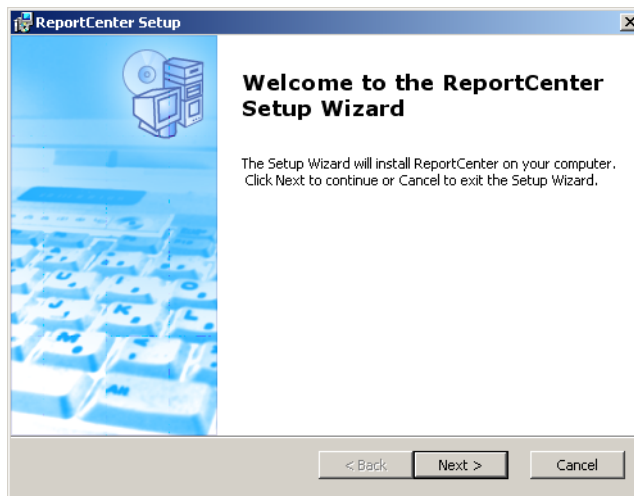 ReportCenter Setup
Welcome to the ReportCenter
Setup Wizard
The Setup Wizard will install ReportCenter on your computer.
Click Next to continue or Cancel to exit the Setup Wizard.
< Back
Next >
Cancel